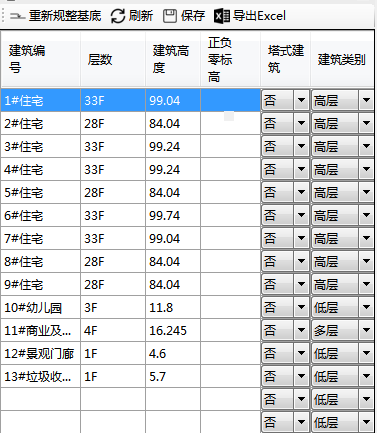 重新规整基底 刷新 保存 导出Excel
建筑编号 层数 建筑高度 正负零标高 塔式建筑 建筑类别
1#住宅 33F 99.04 否 高层
2#住宅 28F 84.04 否 高层
3#住宅 33F 99.24 否 高层
4#住宅 33F 99.24 否 高层
5#住宅 28F 84.04 否 高层
6#住宅 33F 99.74 否 高层
7#住宅 33F 99.04 否 高层
8#住宅 28F 84.04 否 高层
9#住宅 28F 84.04 否 高层
10#幼儿园 3F 11.8 否 低层
11#商业及... 4F 16.245 否 多层
12#景观门廊 1F 4.6 否 低层
13#垃圾收... 1F 5.7 否 低层
否 低层
否 低层